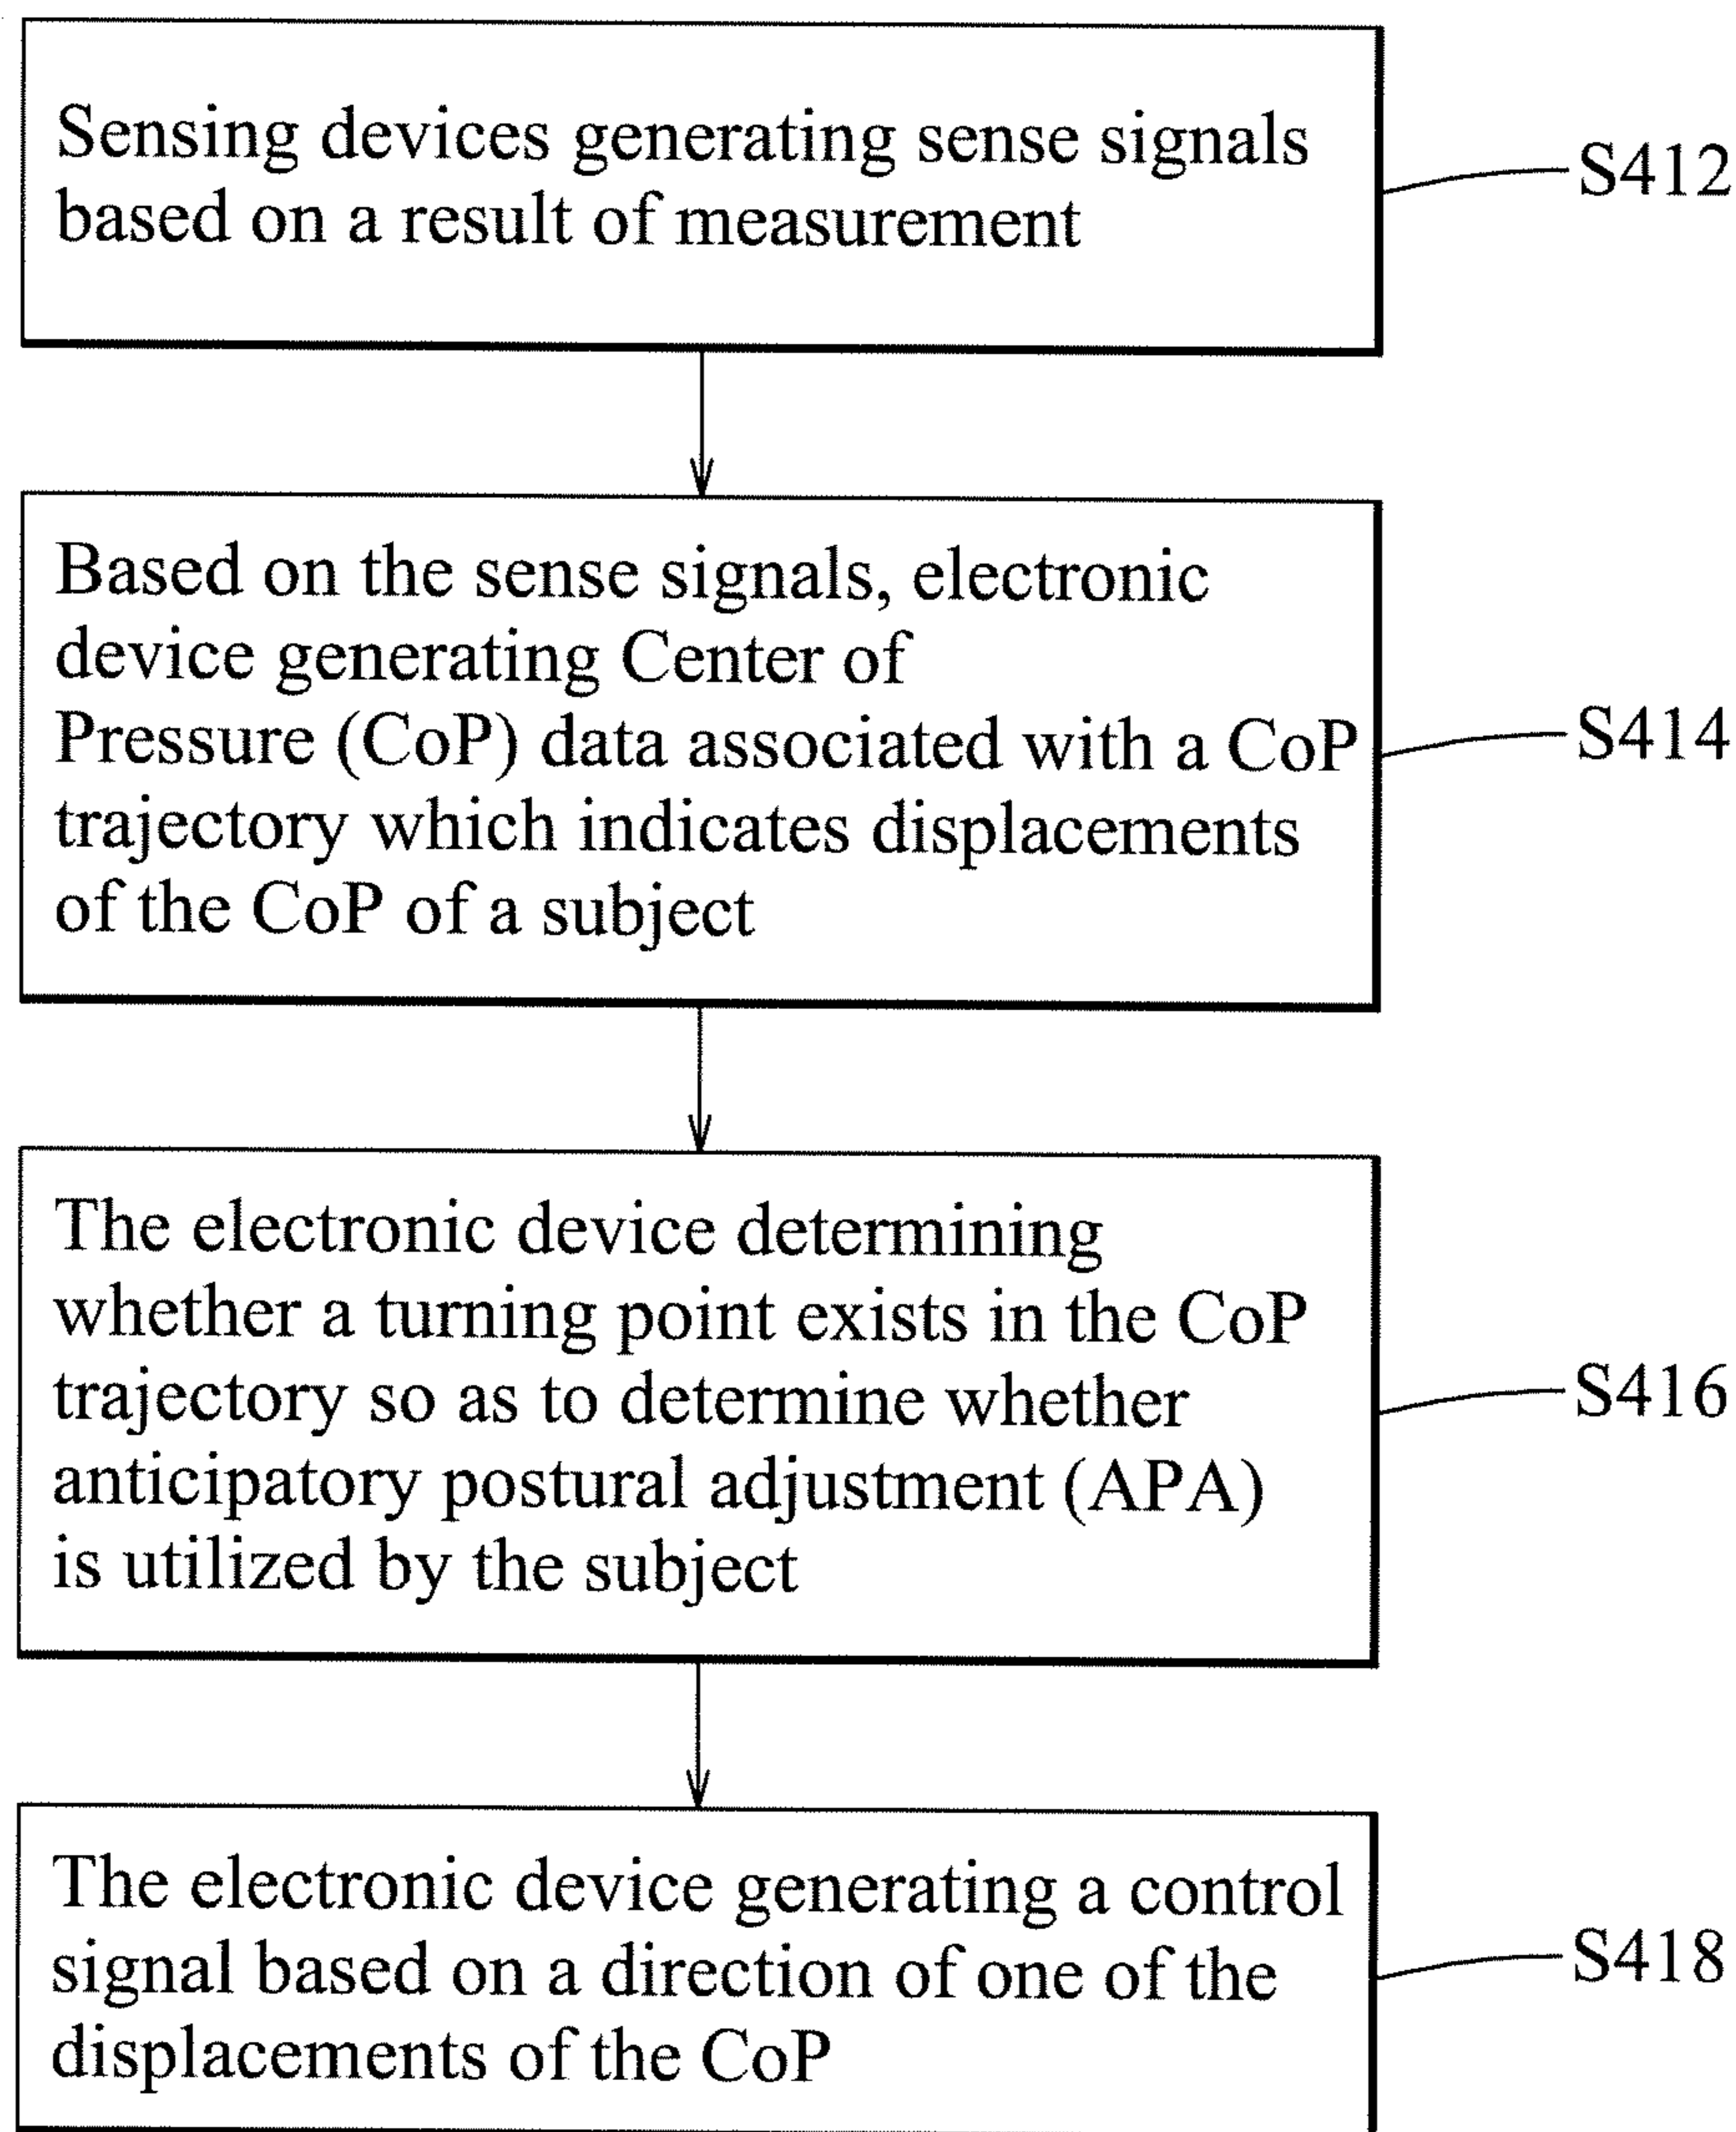 Sensing devices generating sense signals
based on a result of measurement
S412
Based on the sense signals, electronic
device generating Center of
Pressure (CoP) data associated with a CoP
trajectory which indicates displacements
of the CoP of a subject
S414
The electronic device determining
whether a turning point exists in the CoP
trajectory so as to determine whether
anticipatory postural adjustment (APA)
is utilized by the subject
S416
The electronic device generating a control
signal based on a direction of one of the
displacements of the CoP
S418